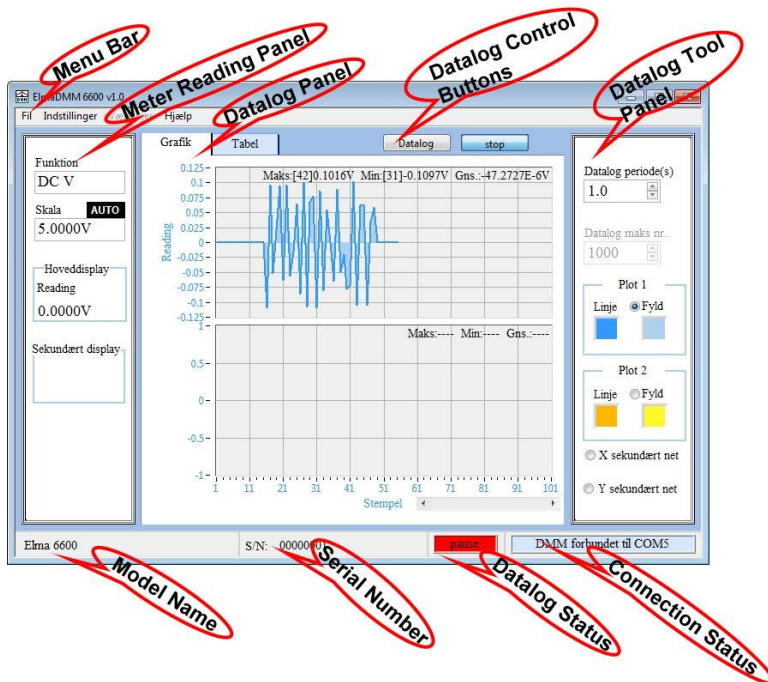 Menu Bar
Meter Reading Panel
Datalog Panel
Datalog Control
Buttons
Datalog Tool
Panel
ElmaDMM 6600 v1.0
Fil Indstillinger Hjælp
Funktion
DC V
Skala AUTO
5.0000V
Hoveddisplay
Reading
0.0000V
Sekundært display
Grafik Tabel Datalog stop
Maks:[42]0.1016V Min:[31]-0.1097V Gns.:-47.2727E-6V
Reading
0.125
0.1
0.075
0.05
0.025
0
-0.025
-0.05
-0.075
-0.1
-0.125
Maks:---- Min:---- Gns.:----
1
0.5
0
-0.5
-1
1 11 21 31 41 51 61 71 81 91 101
Stempel
Datalog periode(s)
1.0
Datalog maks nr.
1000
Plot 1
Linje Fyld
Plot 2
Linje Fyld
X sekundært net
Y sekundært net
Elma 6600 S/N: 00000001 pause DMM forbundet til COM5
Model Name
Serial Number
Datalog Status
Connection Status